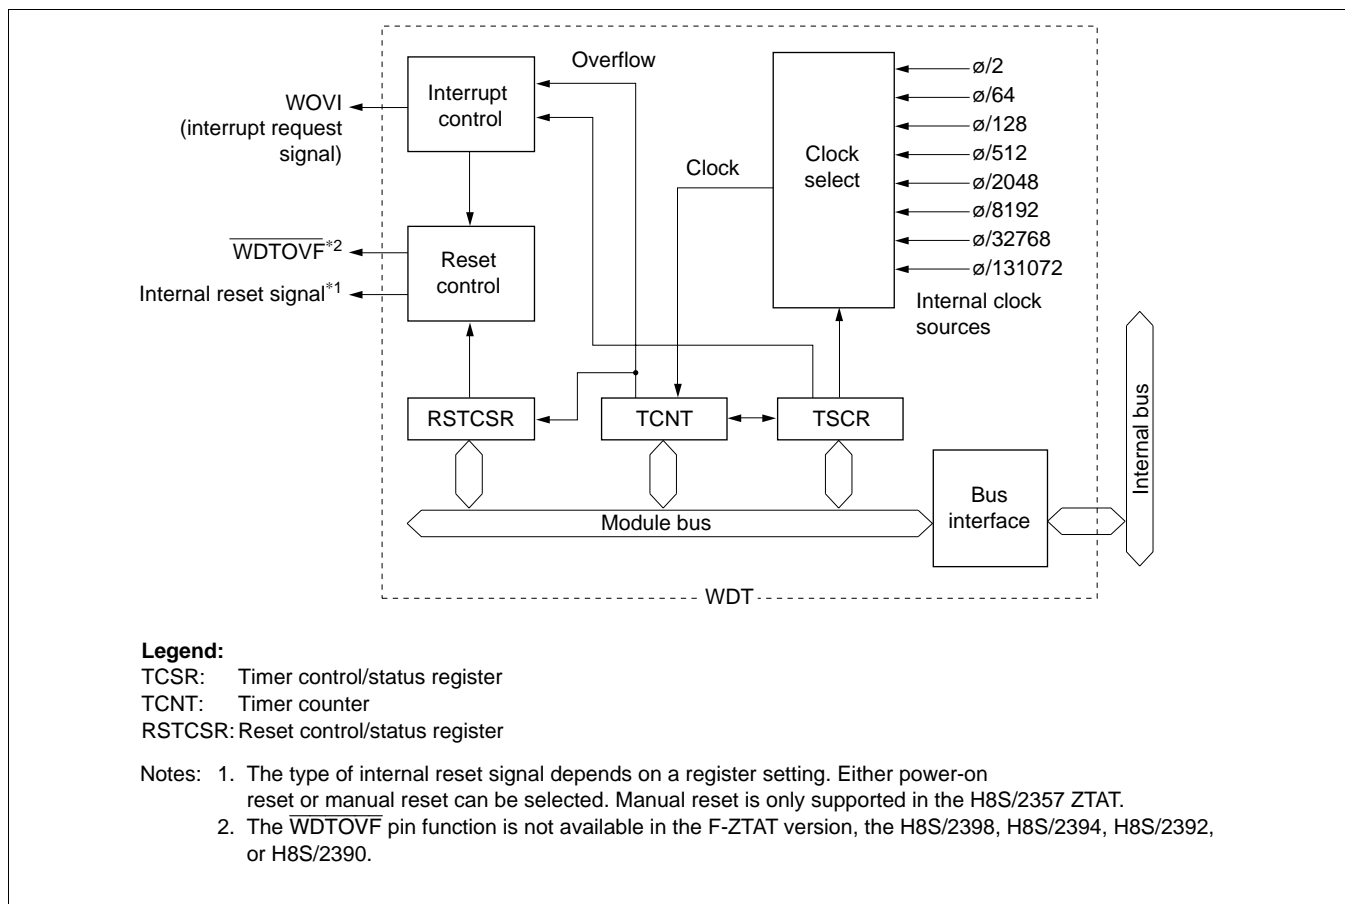 Overflow
Interrupt
control
WOVI
(interrupt request
signal)
WDTOVF*2
Internal reset signal*1
Reset
control
Clock
Clock
select
ø/2
ø/64
ø/128
ø/512
ø/2048
ø/8192
ø/32768
ø/131072
Internal clock
sources
RSTCSR
TCNT
TSCR
Module bus
Bus
interface
Internal bus
WDT
Legend:
TCSR: Timer control/status register
TCNT: Timer counter
RSTCSR: Reset control/status register
Notes: 1. The type of internal reset signal depends on a register setting. Either power-on
reset or manual reset can be selected. Manual reset is only supported in the H8S/2357 ZTAT.
2. The WDTOVF pin function is not available in the F-ZTAT version, the H8S/2398, H8S/2394, H8S/2392,
or H8S/2390.